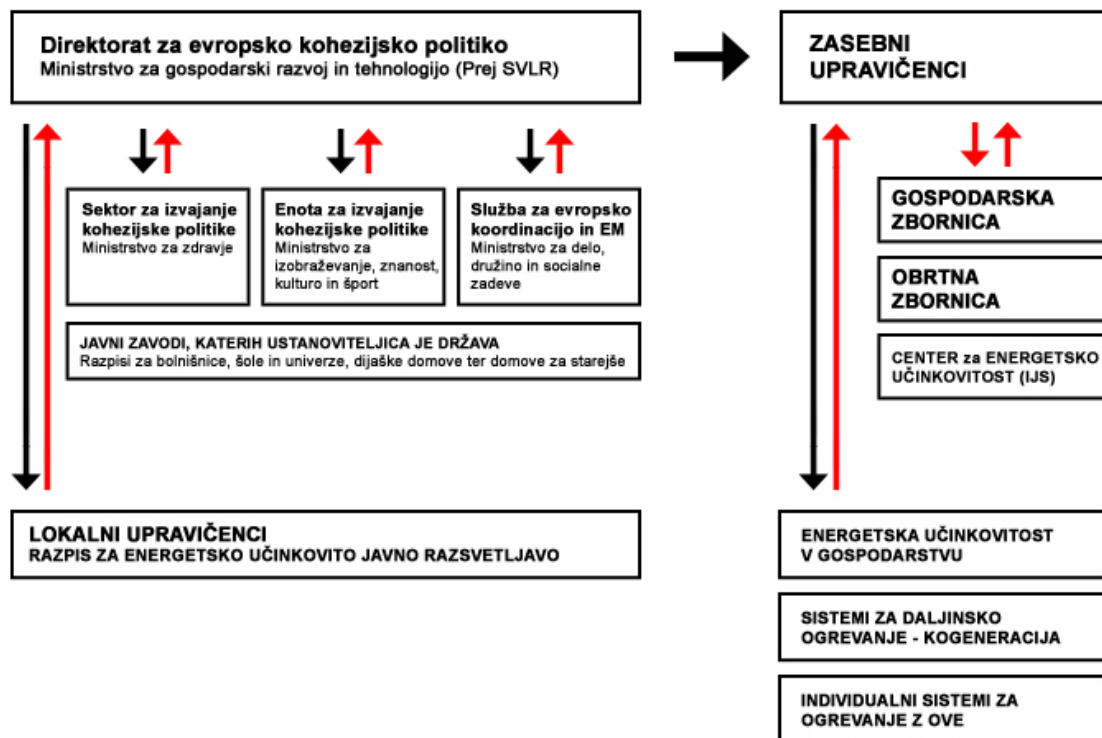 Direktorat za evropsko kohezijsko politiko
Ministrstvo za gospodarski razvoj in tehnologijo (Prej SVLR)
ZASEBNI
UPRAVIČENCI
Sektor za izvajanje
kohezijske politike
Ministrstvo za zdravje
Enota za izvajanje
kohezijske politike
Ministrstvo za
izobraževanje, znanost,
kulturo in šport
Služba za evropsko
koordinacijo in EM
Ministrstvo za delo,
družino in socialne
zadeve
JAVNI ZAVODI, KATERIH USTANOVITELJICA JE DRŽAVA
Razpisi za bolnišnice, šole in univerze, dijaške domove ter domove za starejše
GOSPODARSKA
ZBORNICA
OBRTNA
ZBORNICA
CENTER za ENERGETSKO
UČINKOVITOST (IJS)
LOKALNI UPRAVIČENCI
RAZPIS ZA ENERGETSKO UČINKOVITO JAVNO RAZSVETLJAVO
ENERGETSKA UČINKOVITOST
V GOSPODARSTVU
SISTEMI ZA DALJINSKO
OGREVANJE - KOGENERACIJA
INDIVIDUALNI SISTEMI ZA
OGREVANJE Z OVE